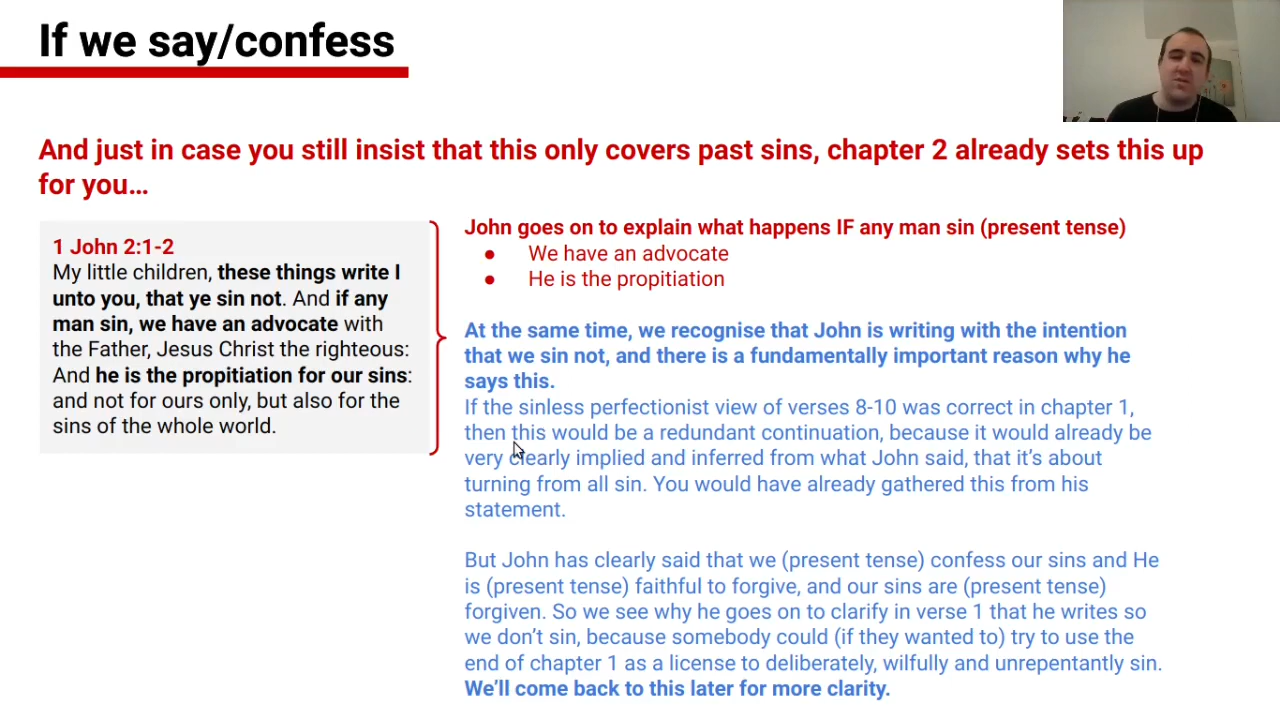 If we say/confess
And just in case you still insist that this only covers past sins, chapter 2 already sets this up
for you…
1 John 2:1-2
My little children, these things write I
unto you, that ye sin not. And if any
man sin, we have an advocate with
the Father, Jesus Christ the righteous:
And he is the propitiation for our sins:
and not for ours only, but also for the
sins of the whole world.
John goes on to explain what happens IF any man sin (present tense)
● We have an advocate
● He is the propitiation
At the same time, we recognise that John is writing with the intention
that we sin not, and there is a fundamentally important reason why he
says this.
If the sinless perfectionist view of verses 8-10 was correct in chapter 1,
then this would be a redundant continuation, because it would already be
very clearly implied and inferred from what John said, that it's about
turning from all sin. You would have already gathered this from his
statement.
But John has clearly said that we (present tense) confess our sins and He
is (present tense) faithful to forgive, and our sins are (present tense)
forgiven. So we see why he goes on to clarify in verse 1 that he writes so
we don't sin, because somebody could (if they wanted to) try to use the
end of chapter 1 as a license to deliberately, wilfully and unrepentantly sin.
We'll come back to this later for more clarity.